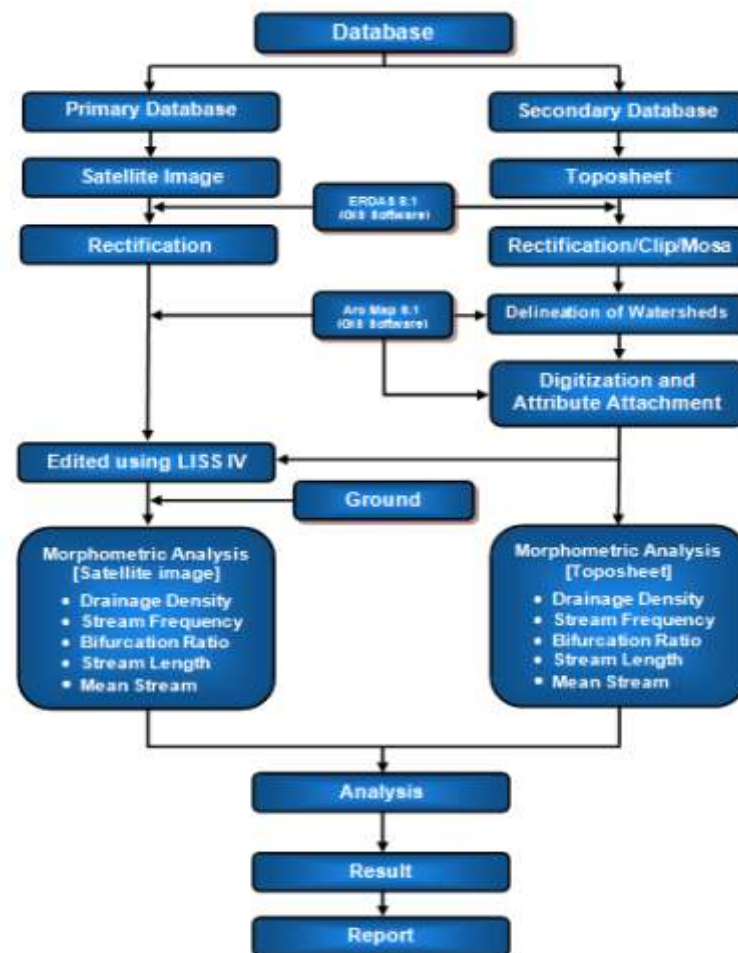 Database
Primary Database
Secondary Database
Satellite Image
Toposheet
ERDAS 9.1
(GIS Software)
Rectification
Rectification/Clip/Mosa
Arc Map 9.1
(GIS Software)
Delineation of Watersheds
Digitization and
Attribute Attachment
Edited using LISS IV
Ground
Morphometric Analysis
[Satellite image]
• Drainage Density
• Stream Frequency
• Bifurcation Ratio
• Stream Length
• Mean Stream
Morphometric Analysis
[Toposheet]
• Drainage Density
• Stream Frequency
• Bifurcation Ratio
• Stream Length
• Mean Stream
Analysis
Result
Report